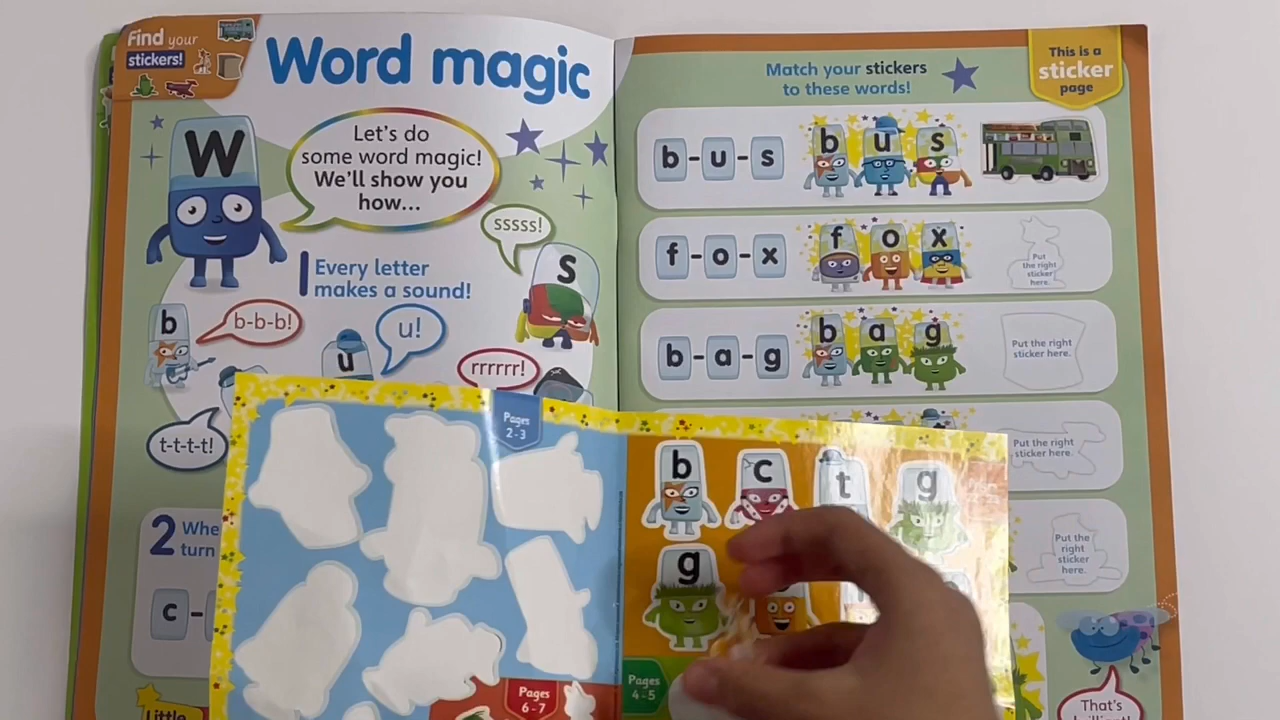 Find your
stickers!
Word magic
W
Let's do
some word magic!
We'll show you
how...
sssss!
s
Every letter
makes a sound!
b
b-b-b!
u
u!
rrrrrr!
t-t-t-t!
2 Whe
turn
c -
Little
This is a
sticker
page
Match your stickers
to these words!
b-u-s
b u s
f-o-x
f o x
Put
the right
sticker
here.
b-a-g
b a g
Put the right
sticker here.
Put the right
sticker here.
Put the
right
sticker
here.
That's
Pages
2-3
b c t g
g
Pages
4-5
Pages
6-7